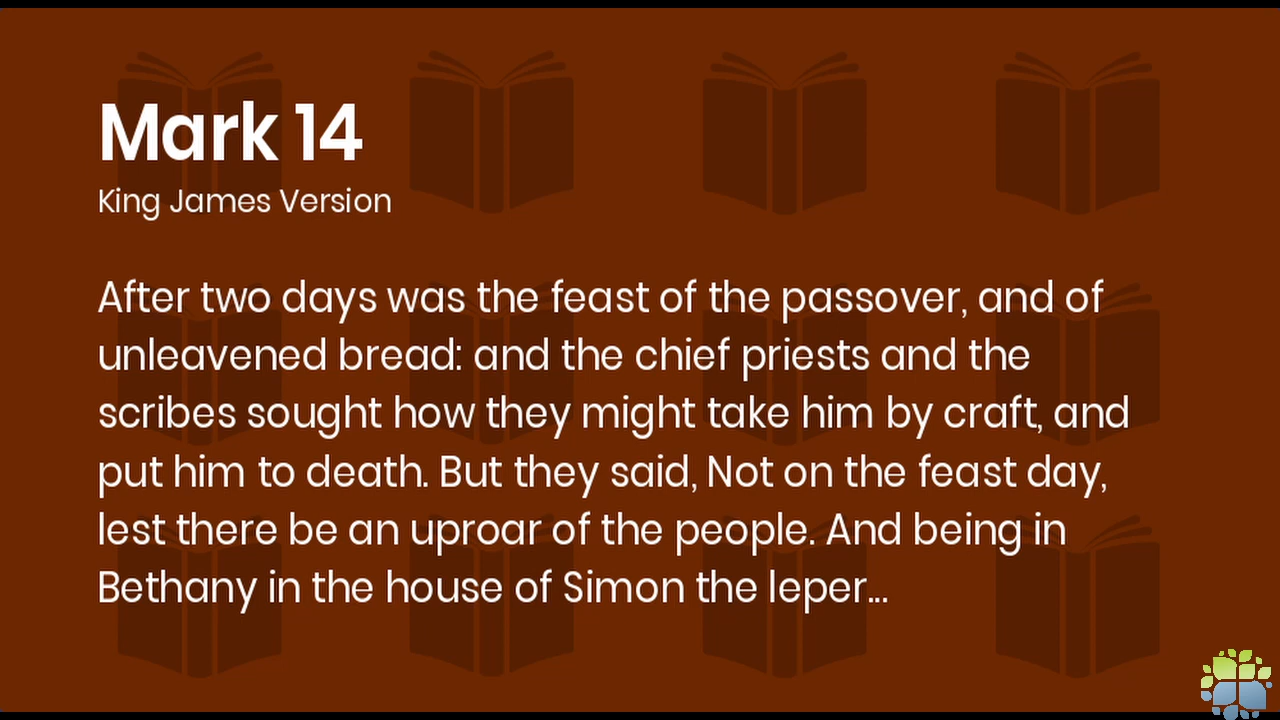 Mark 14
King James Version
After two days was the feast of the passover, and of
unleavened bread: and the chief priests and the
scribes sought how they might take him by craft, and
put him to death. But they said, Not on the feast day,
lest there be an uproar of the people. And being in
Bethany in the house of Simon the leper...